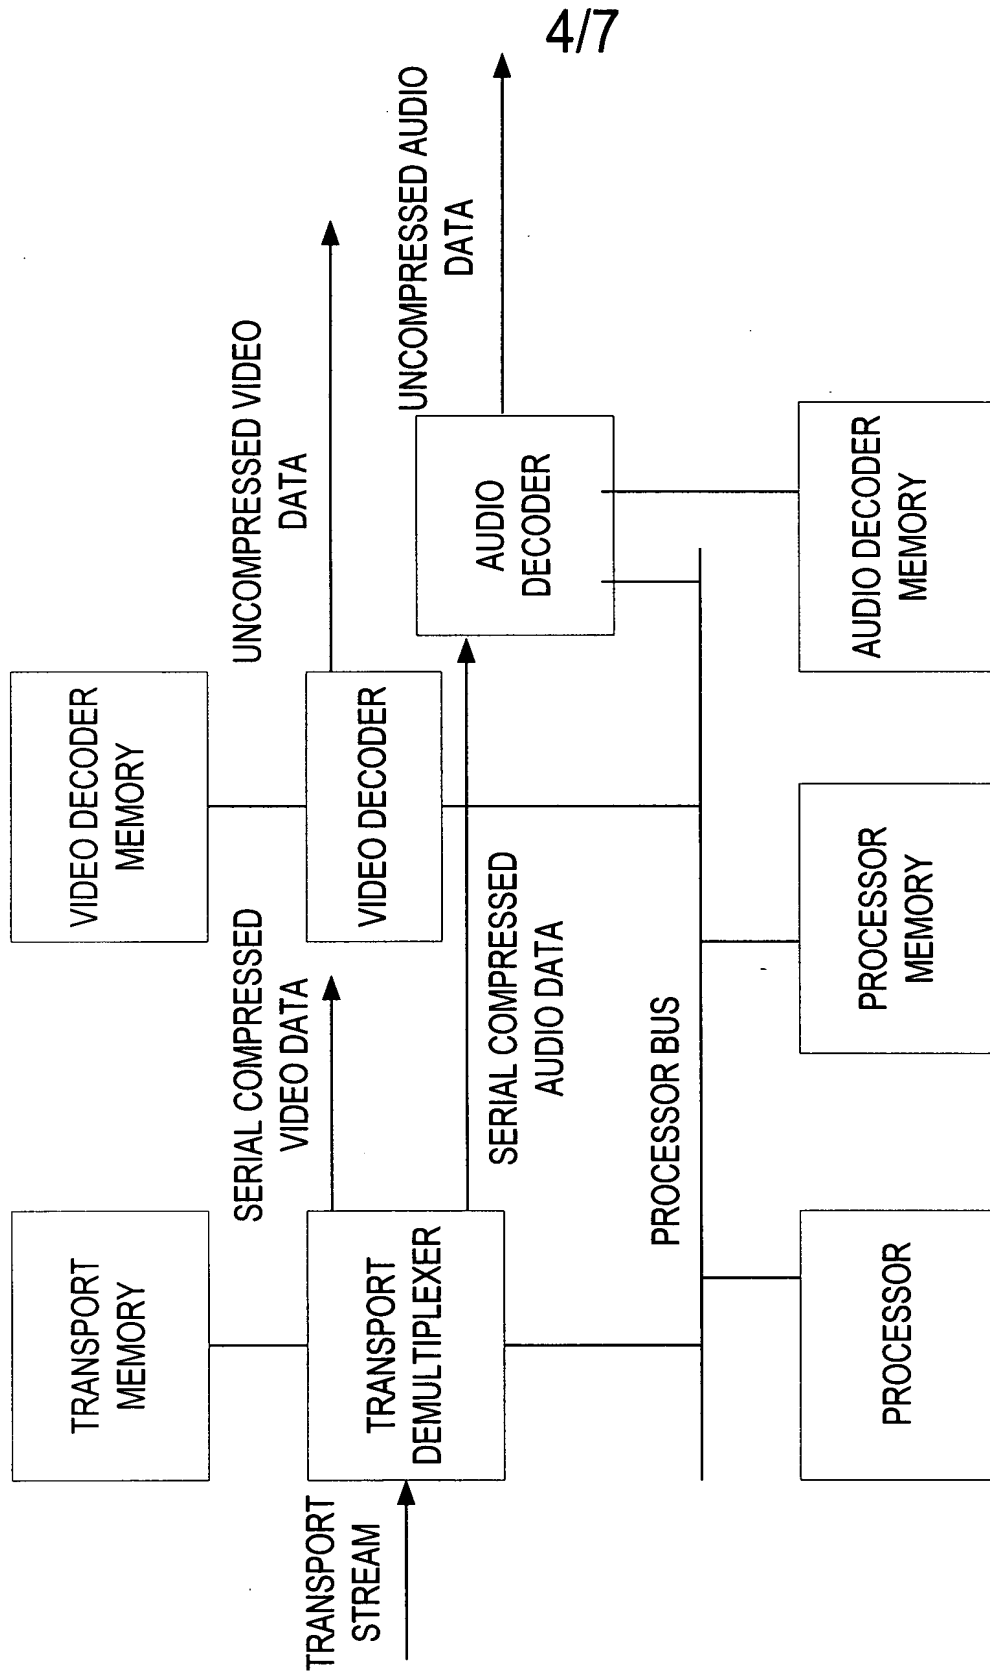 4/7
TRANSPORT
MEMORY
VIDEO DECODER
MEMORY
SERIAL COMPRESSED
VIDEO DATA
UNCOMPRESSED VIDEO
DATA
TRANSPORT
STREAM
TRANSPORT
DEMULTIPLEXER
VIDEO DECODER
UNCOMPRESSED AUDIO
DATA
AUDIO
DECODER
SERIAL COMPRESSED
AUDIO DATA
PROCESSOR BUS
PROCESSOR
PROCESSOR
MEMORY
AUDIO DECODER
MEMORY